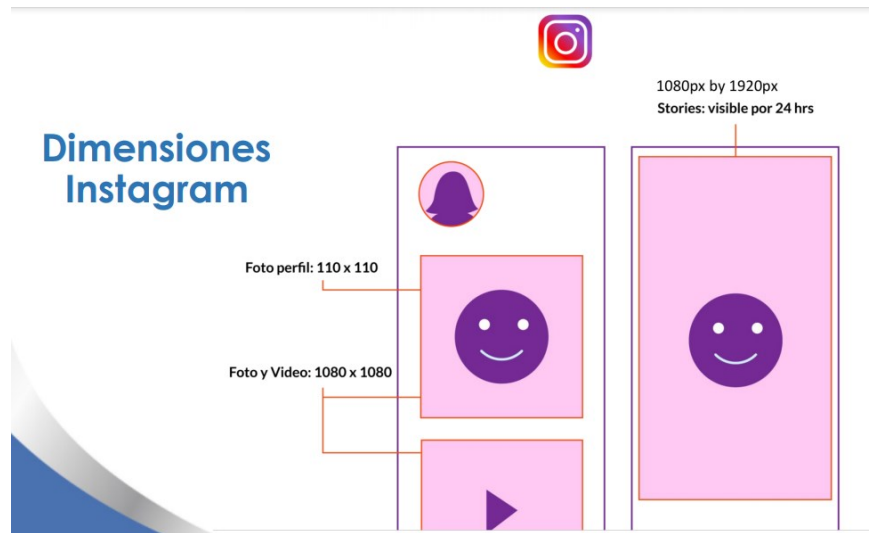 1080px by 1920px
Stories: visible por 24 hrs
Dimensiones
Instagram
Foto perfil: 110 x 110
Foto y Video: 1080 x 1080